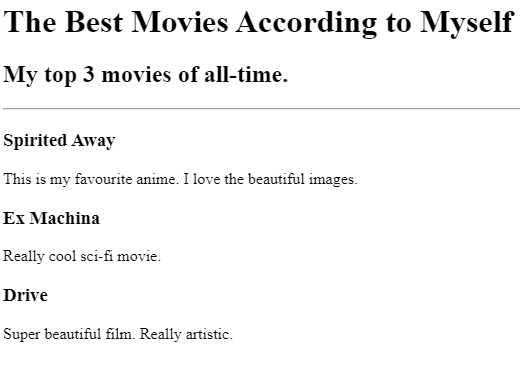 The Best Movies According to Myself
My top 3 movies of all-time.
Spirited Away
This is my favourite anime. I love the beautiful images.
Ex Machina
Really cool sci-fi movie.
Drive
Super beautiful film. Really artistic.